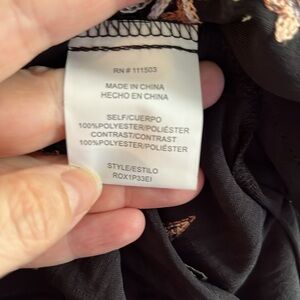 RN # 111503
MADE IN CHINA
HECHO EN CHINA
SELF/CUERPO
100%POLYESTER/POLIÉSTER
CONTRAST/CONTRAST
100%POLYESTER/POLIÉSTER
STYLE/ESTILO
ROX1P33EI